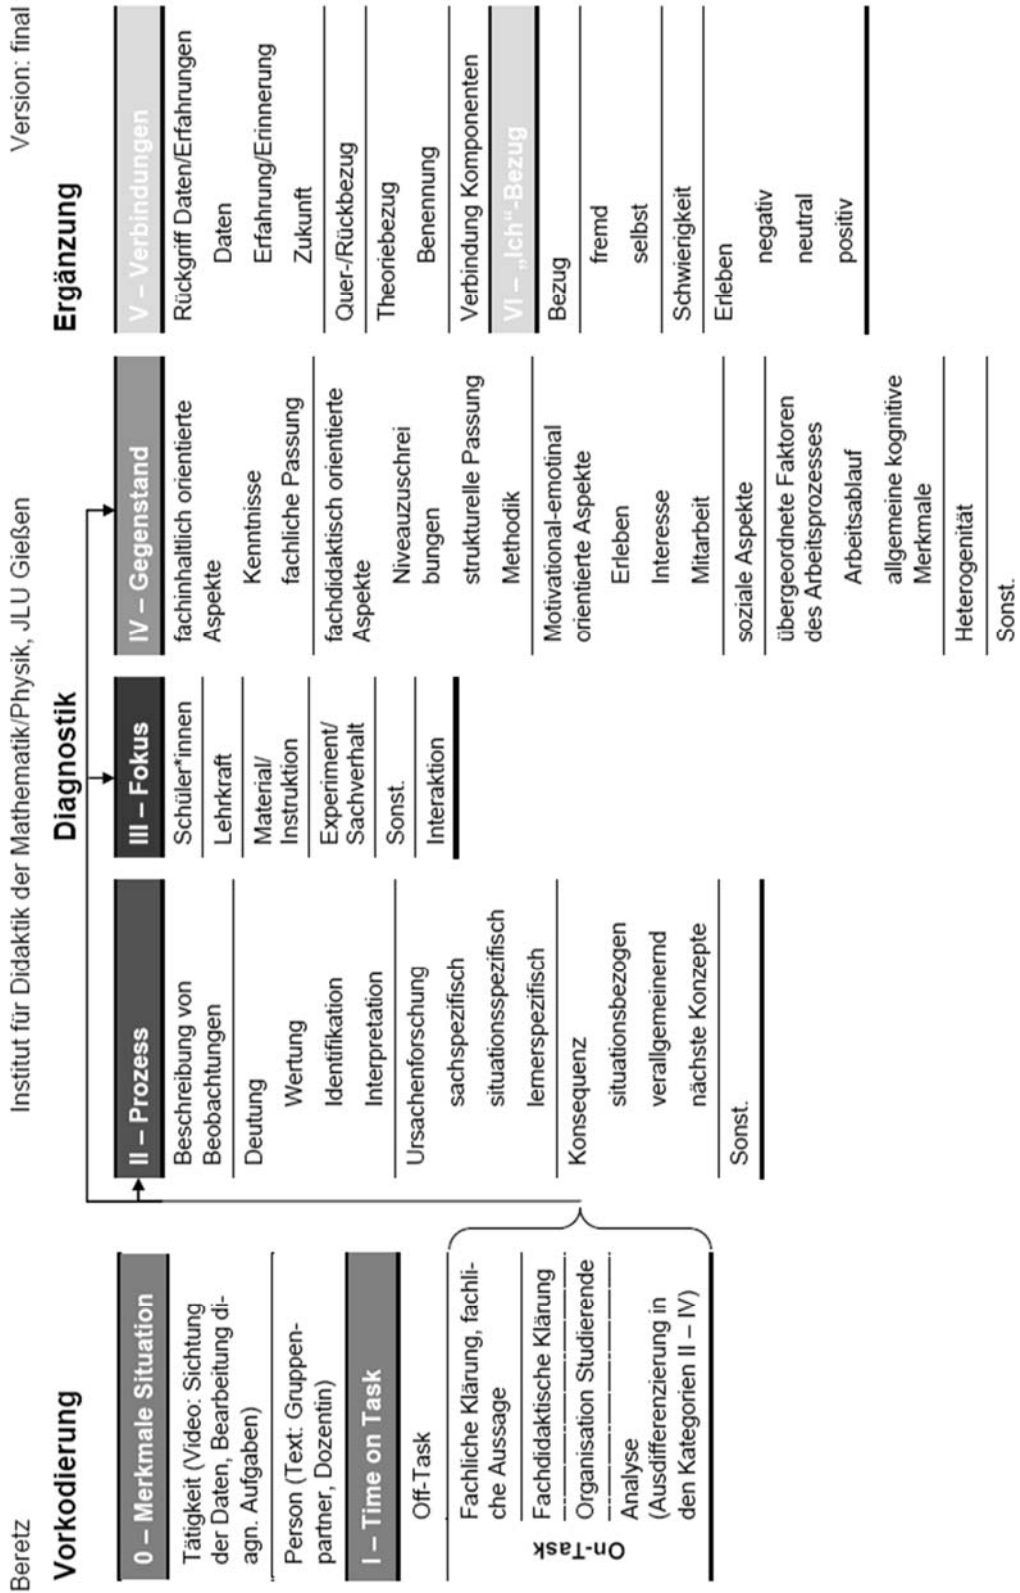 Beretz
Institut für Didaktik der Mathematik/Physik, JLU Gießen
Version: final
Vorkodierung
0 – Merkmale Situation
Tätigkeit (Video: Sichtung
der Daten, Bearbeitung di-
agn. Aufgaben)
Person (Text: Gruppen-
partner, Dozentin)
I – Time on Task
Off-Task
On-Task
Fachliche Klärung, fachli-
che Aussage
Fachdidaktische Klärung
Organisation Studierende
Analyse
(Ausdifferenzierung in
den Kategorien II – IV)
Diagnostik
II – Prozess
Beschreibung von
Beobachtungen
Deutung
Wertung
Identifikation
Interpretation
Ursachenforschung
sachspezifisch
situationsspezifisch
lernerspezifisch
Konsequenz
situationsbezogen
verallgemeinernd
nächste Konzepte
Sonst.
III – Fokus
Schüler*innen
Lehrkraft
Material/
Instruktion
Experiment/
Sachverhalt
Sonst.
Interaktion
IV – Gegenstand
fachinhaltlich orientierte
Aspekte
Kenntnisse
fachliche Passung
fachdidaktisch orientierte
Aspekte
Niveauzuschrei
bungen
strukturelle Passung
Methodik
Motivational-emotinal
orientierte Aspekte
Erleben
Interesse
Mitarbeit
soziale Aspekte
übergeordnete Faktoren
des Arbeitsprozesses
Arbeitsablauf
allgemeine kognitive
Merkmale
Heterogenität
Sonst.
Ergänzung
V – Verbindungen
Rückgriff Daten/Erfahrungen
Daten
Erfahrung/Erinnerung
Zukunft
Quer-/Rückbezug
Theoriebezug
Benennung
Verbindung Komponenten
VI – „Ich“-Bezug
Bezug
fremd
selbst
Schwierigkeit
Erleben
negativ
neutral
positiv